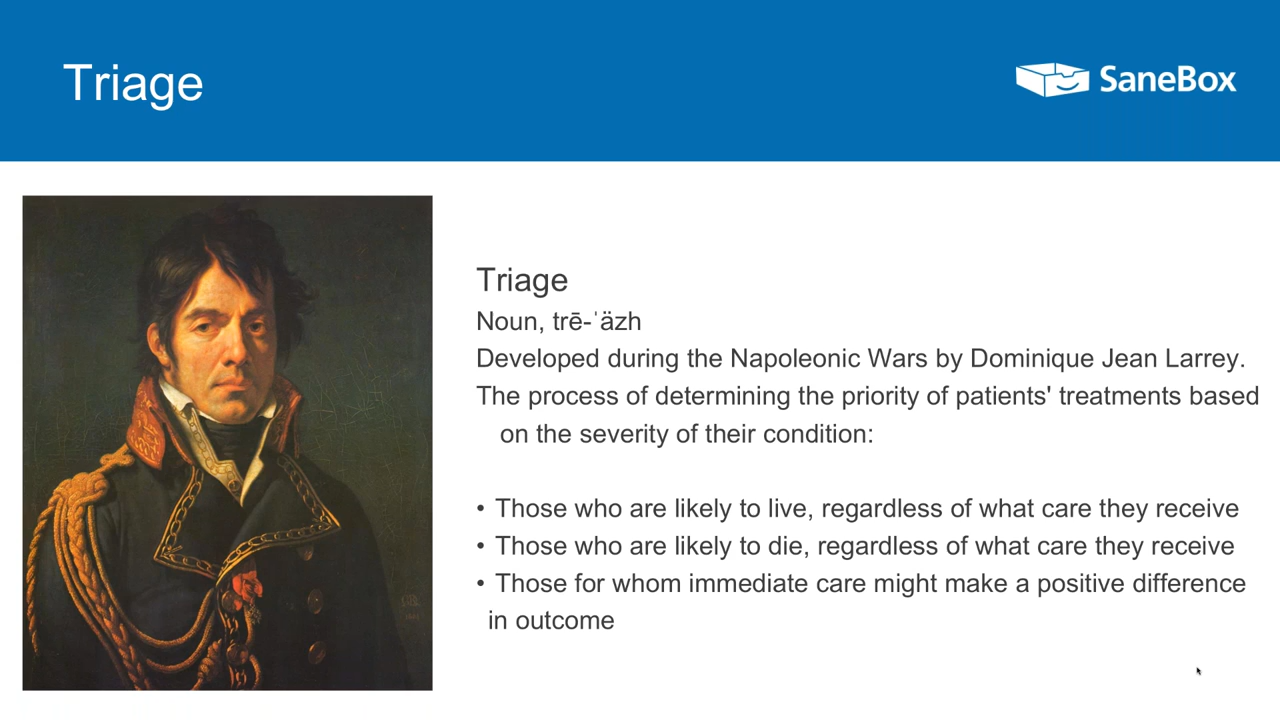 Triage
SaneBox
Triage
Noun, trē-ˈäzh
Developed during the Napoleonic Wars by Dominique Jean Larrey.
The process of determining the priority of patients' treatments based
on the severity of their condition:
• Those who are likely to live, regardless of what care they receive
• Those who are likely to die, regardless of what care they receive
• Those for whom immediate care might make a positive difference
in outcome